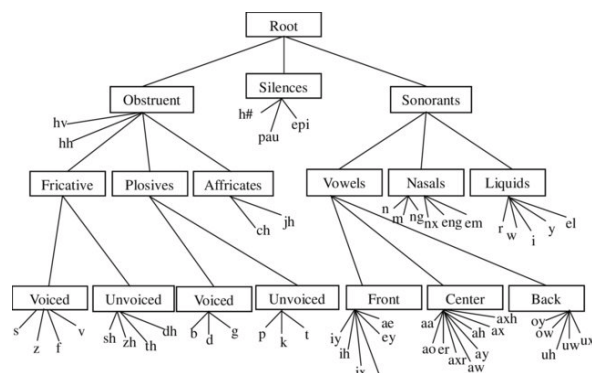 Root
Obstruent
Silences
Sonorants
hv
hh
h#
pau
epi
Fricative
Plosives
Affricates
Vowels
Nasals
Liquids
ch
jh
n
m
ng
nx
eng
em
r
w
i
y
el
Voiced
Unvoiced
Voiced
Unvoiced
Front
Center
Back
s
z
f
v
sh
zh
th
dh
b
d
g
p
k
t
iy
ih
ix
ey
ae
aa
ao
er
axr
aw
ay
ah
ax
axh
oy
ow
uh
uw
ux